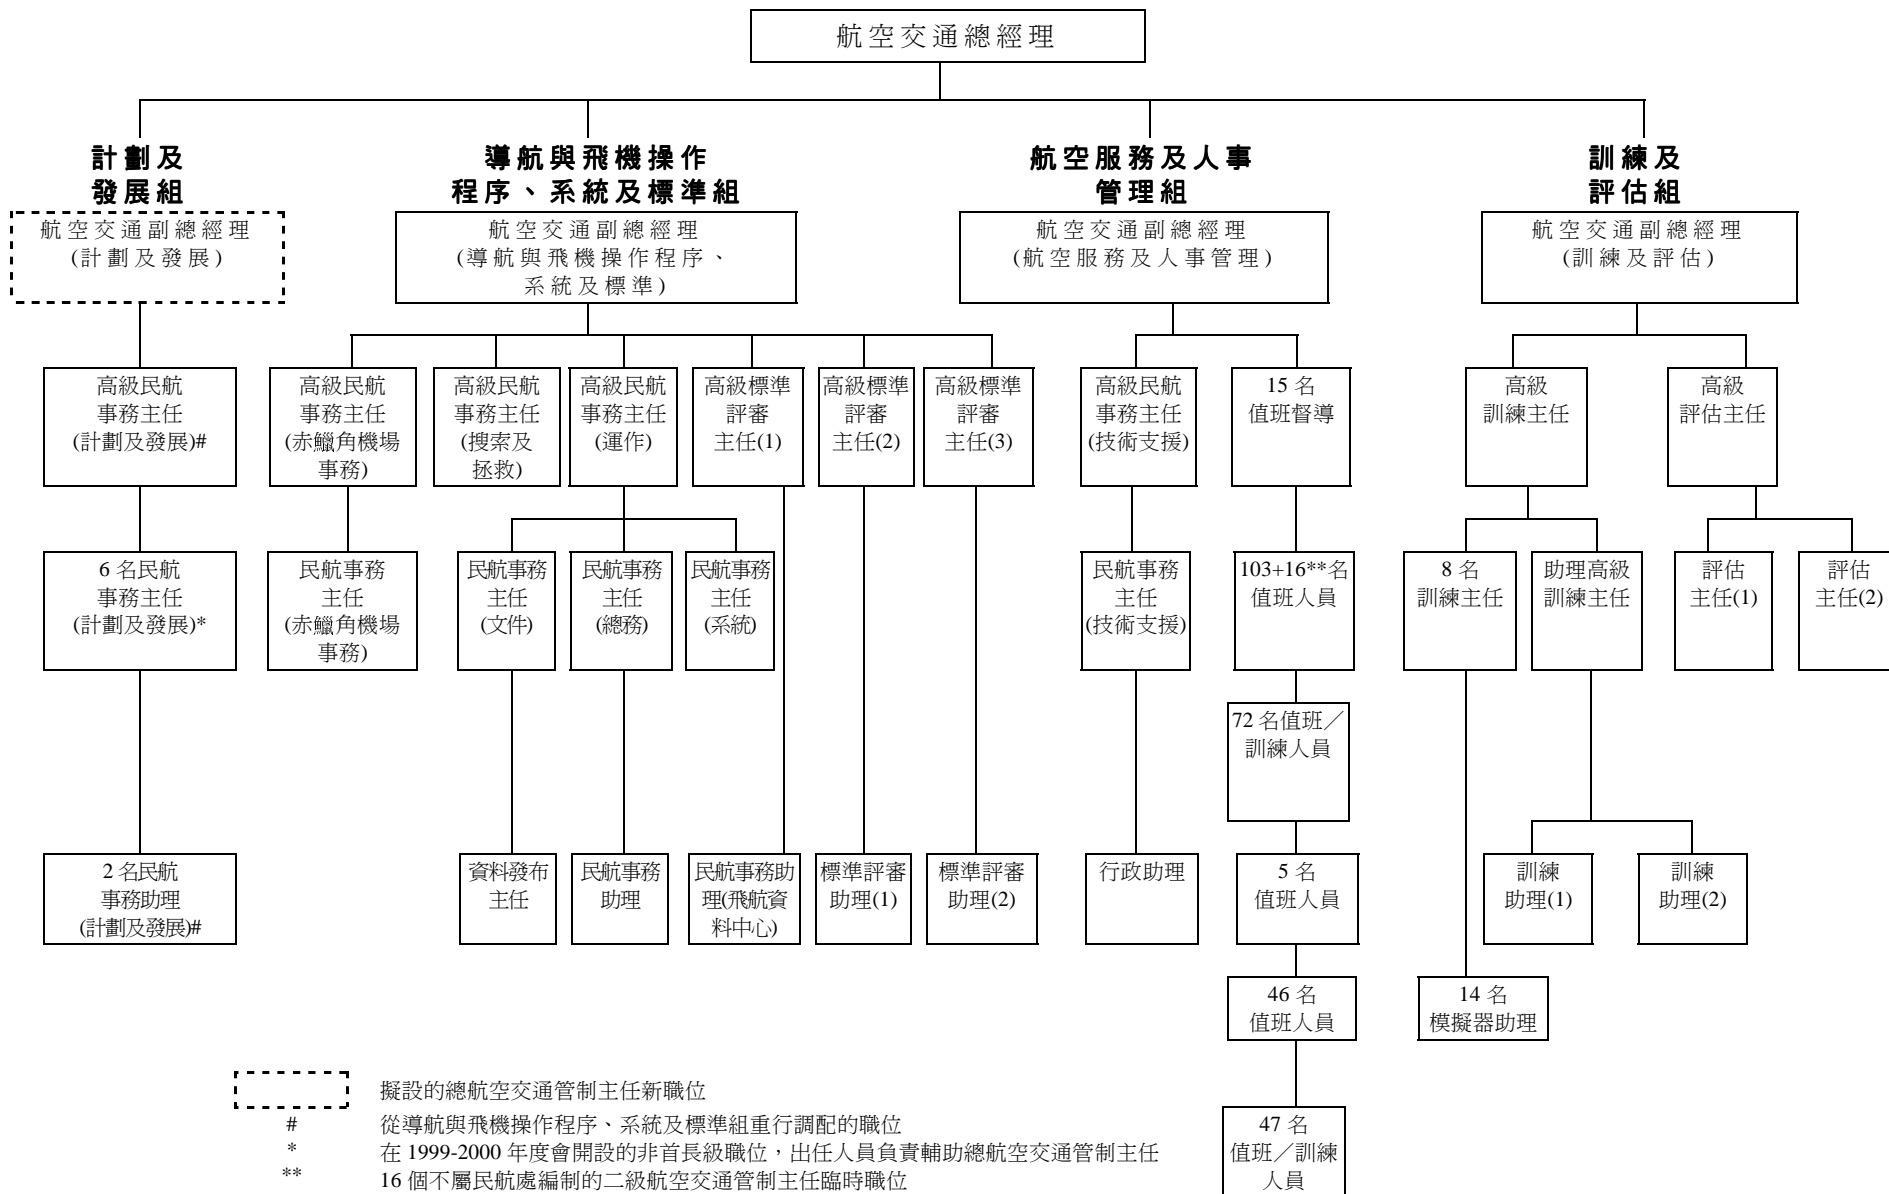 航空交通總經理
計劃及
發展組
航空交通副總經理
(計劃及發展)
高級民航
事務主任
(計劃及發展)#
6 名民航
事務主任
(計劃及發展)*
2 名民航
事務助理
(計劃及發展)#
導航與飛機操作
程序、系統及標準組
航空交通副總經理
(導航與飛機操作程序、
系統及標準)
高級民航
事務主任
(赤鱲角機場
事務)
高級民航
事務主任
(搜索及
拯救)
高級民航
事務主任
(運作)
高級標準
評審
主任(1)
高級標準
評審
主任(2)
高級標準
評審
主任(3)
民航事務
主任
(赤鱲角機場
事務)
民航事務
主任
(文件)
民航事務
主任
(總務)
民航事務
主任
(系統)
資料發布
主任
民航事務
助理
民航事務助
理(飛航資
料中心)
標準評審
助理(1)
標準評審
助理(2)
航空服務及人事
管理組
航空交通副總經理
(航空服務及人事管理)
高級民航
事務主任
(技術支援)
15 名
值班督導
民航事務
主任
(技術支援)
103+16**名
值班人員
72 名值班／
訓練人員
行政助理
5 名
值班人員
46 名
值班人員
47 名
值班／訓練
人員
訓練及
評估組
航空交通副總經理
(訓練及評估)
高級
訓練主任
高級
評估主任
8 名
訓練主任
助理高級
訓練主任
評估
主任(1)
評估
主任(2)
訓練
助理(1)
訓練
助理(2)
14 名
模擬器助理
擬設的總航空交通管制主任新職位
# 從導航與飛機操作程序、系統及標準組重行調配的職位
* 在 1999-2000 年度會開設的非首長級職位，出任人員負責輔助總航空交通管制主任
** 16 個不屬民航處編制的二級航空交通管制主任臨時職位